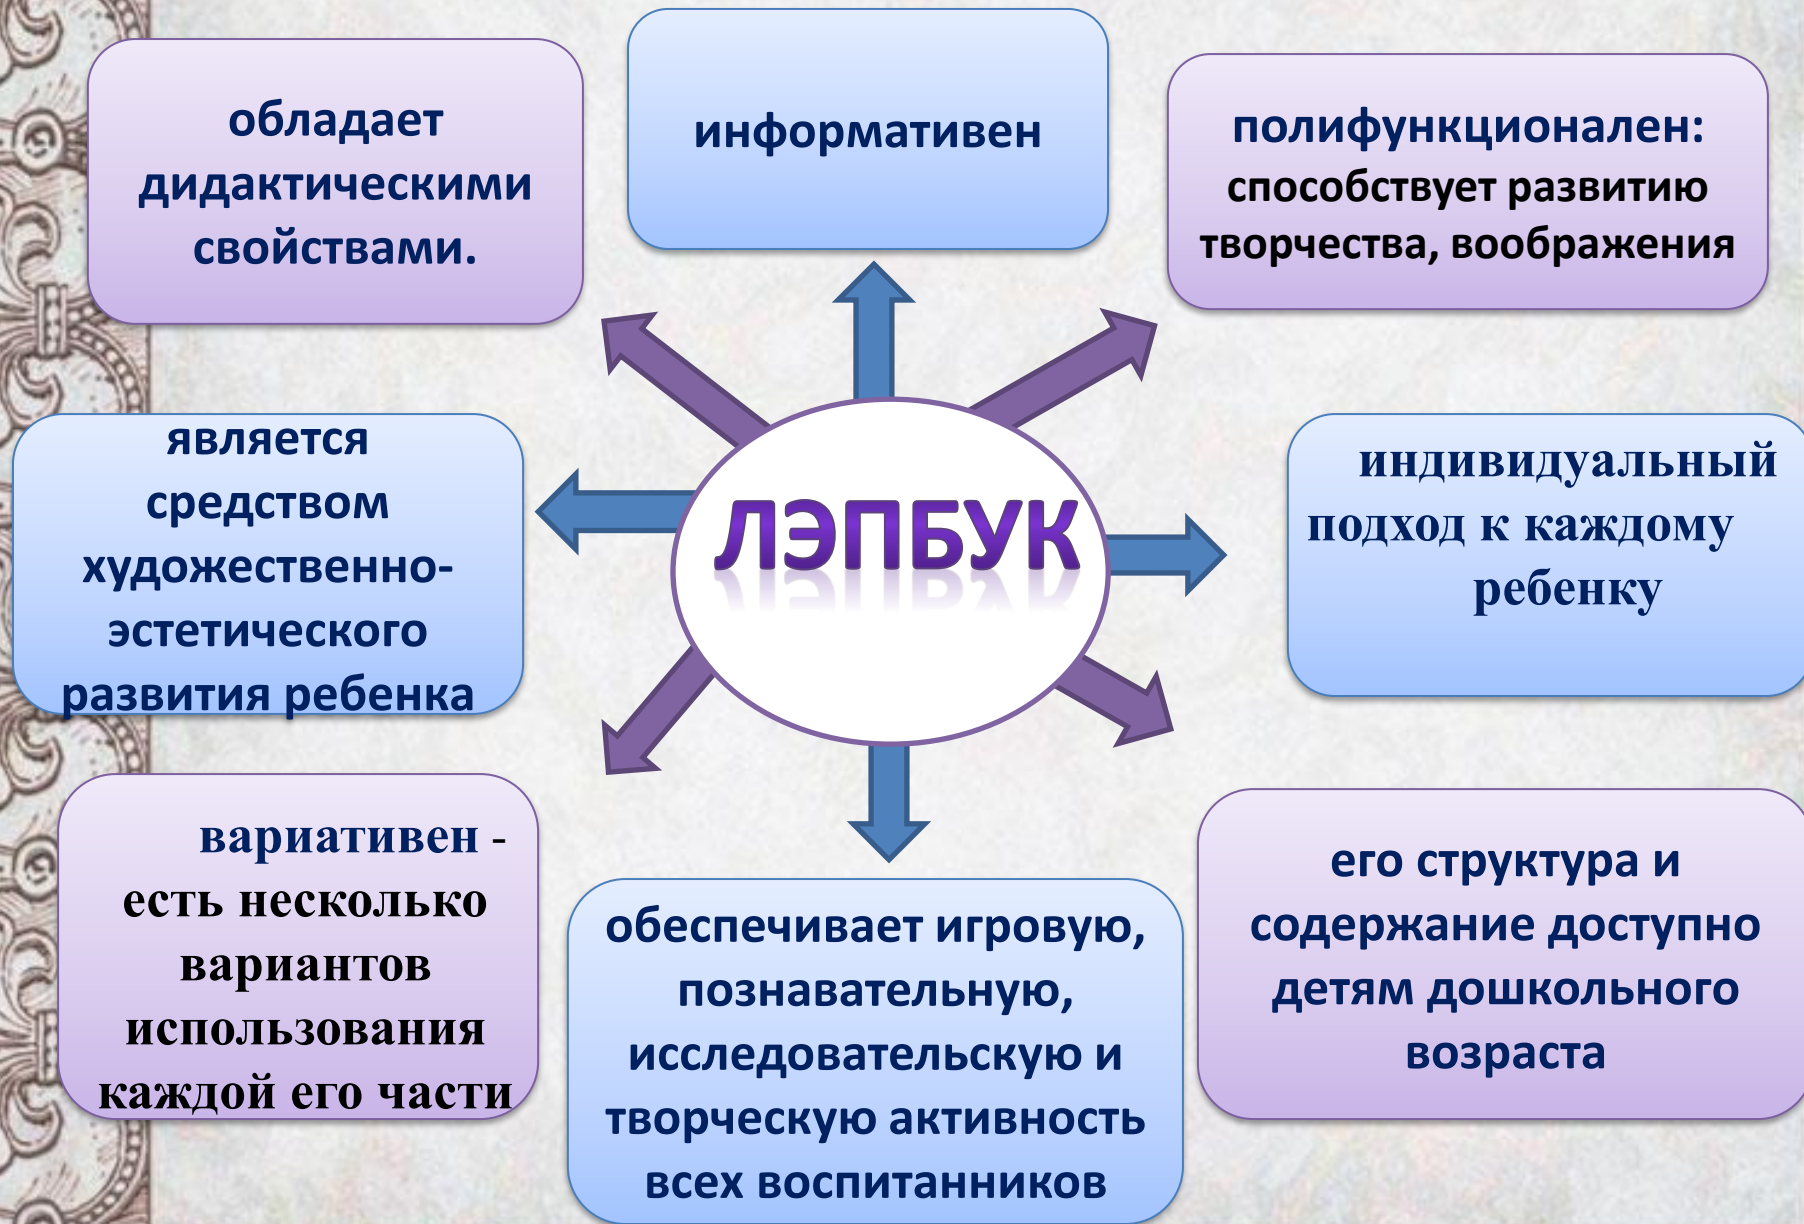 обладает
дидактическими
свойствами.
информативен
полифункционален:
способствует развитию
творчества, воображения
является
средством
художественно-
эстетического
развития ребенка
ЛЭПБУК
индивидуальный
подход к каждому
ребенку
вариативен -
есть несколько
вариантов
использования
каждой его части
обеспечивает игровую,
познавательную,
исследовательскую и
творческую активность
всех воспитанников
его структура и
содержание доступно
детям дошкольного
возраста